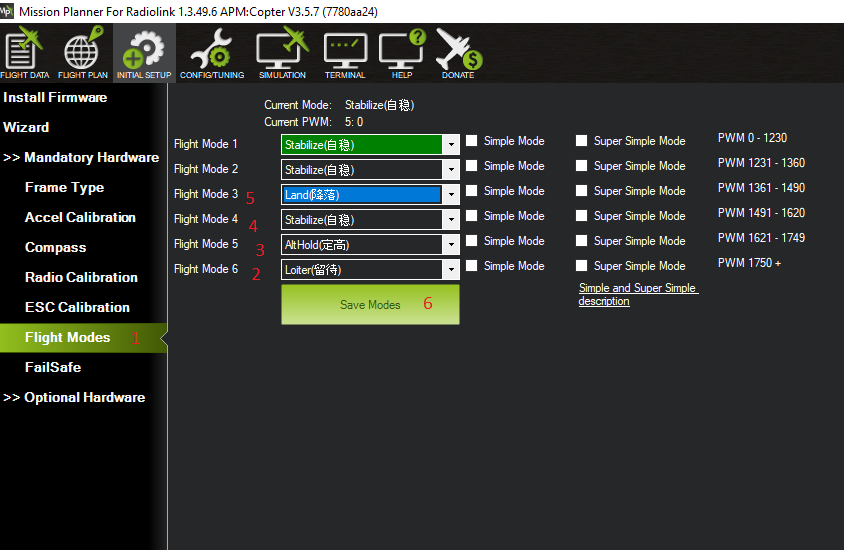 Mission Planner For Radiolink 1.3.49.6 APM:Copter V3.5.7 (7780aa24)
FLIGHT DATA FLIGHT PLAN INITIAL SETUP CONFIG/TUNING SIMULATION TERMINAL HELP DONATE
Install Firmware
Wizard
>> Mandatory Hardware
Frame Type
Accel Calibration
Compass
Radio Calibration
ESC Calibration
Flight Modes 1
FailSafe
>> Optional Hardware
Current Mode: Stabilize(自稳)
Current PWM: 5: 0
Flight Mode 1 Stabilize(自稳) Simple Mode Super Simple Mode PWM 0 - 1230
Flight Mode 2 Stabilize(自稳) Simple Mode Super Simple Mode PWM 1231 - 1360
Flight Mode 3 5 Land(降落) Simple Mode Super Simple Mode PWM 1361 - 1490
Flight Mode 4 4 Stabilize(自稳) Simple Mode Super Simple Mode PWM 1491 - 1620
Flight Mode 5 3 AltHold(定高) Simple Mode Super Simple Mode PWM 1621 - 1749
Flight Mode 6 2 Loiter(留待) Simple Mode Super Simple Mode PWM 1750 +
Save Modes 6
Simple and Super Simple
description